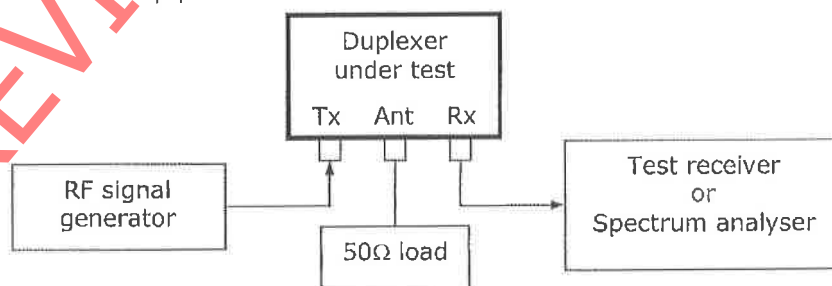 Duplexer
under test
Tx Ant Rx
RF signal
generator
Test receiver
or
Spectrum analyser
50Ω load